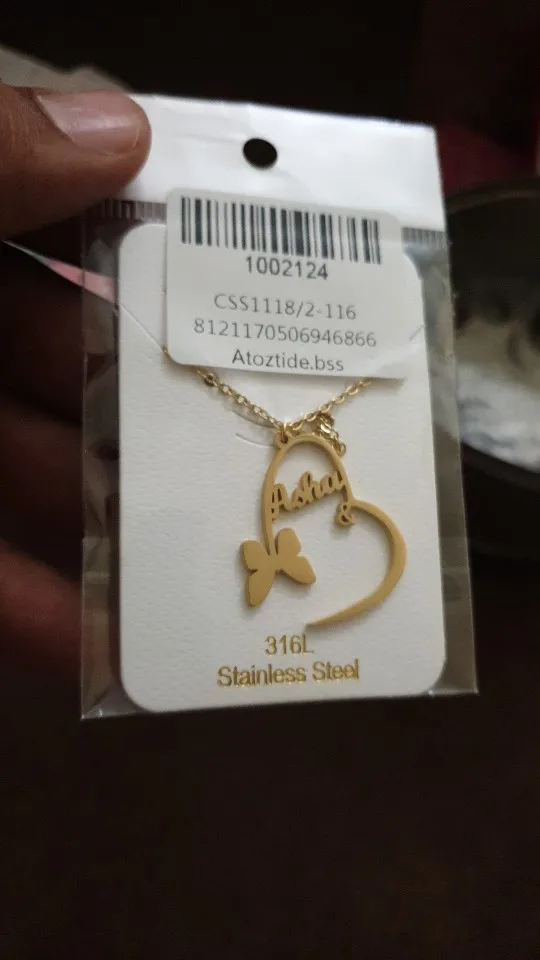 1002124
CSS1118/2-116
8121170506946866
Atoztide.bss
Asha
&
316L
Stainless Steel